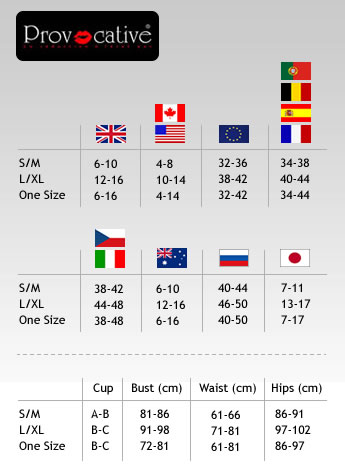 Provocative®
S/M 6-10 4-8 32-36 34-38
L/XL 12-16 10-14 38-42 40-44
One Size 6-16 4-14 32-42 34-44
S/M 38-42 6-10 40-44 7-11
L/XL 44-48 12-16 46-50 13-17
One Size 38-48 6-16 40-50 7-17
Cup Bust (cm) Waist (cm) Hips (cm)
S/M A-B 81-86 61-66 86-91
L/XL B-C 91-98 71-81 97-102
One Size B-C 72-81 61-81 86-97